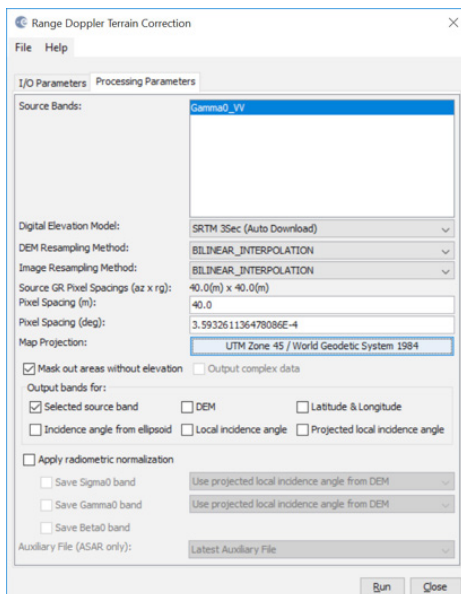 Range Doppler Terrain Correction
File Help
I/O Parameters Processing Parameters
Source Bands: Gamma0_VV
Digital Elevation Model: SRTM 3Sec (Auto Download)
DEM Resampling Method: BILINEAR_INTERPOLATION
Image Resampling Method: BILINEAR_INTERPOLATION
Source GR Pixel Spacings (az x rg): 40.0(m) x 40.0(m)
Pixel Spacing (m): 40.0
Pixel Spacing (deg): 3.593261136478086E-4
Map Projection: UTM Zone 45 / World Geodetic System 1984
Mask out areas without elevation Output complex data
Output bands for:
Selected source band DEM Latitude & Longitude
Incidence angle from ellipsoid Local incidence angle Projected local incidence angle
Apply radiometric normalization
Save Sigma0 band Use projected local incidence angle from DEM
Save Gamma0 band Use projected local incidence angle from DEM
Save Beta0 band
Auxiliary File (ASAR only): Latest Auxiliary File
Run Close